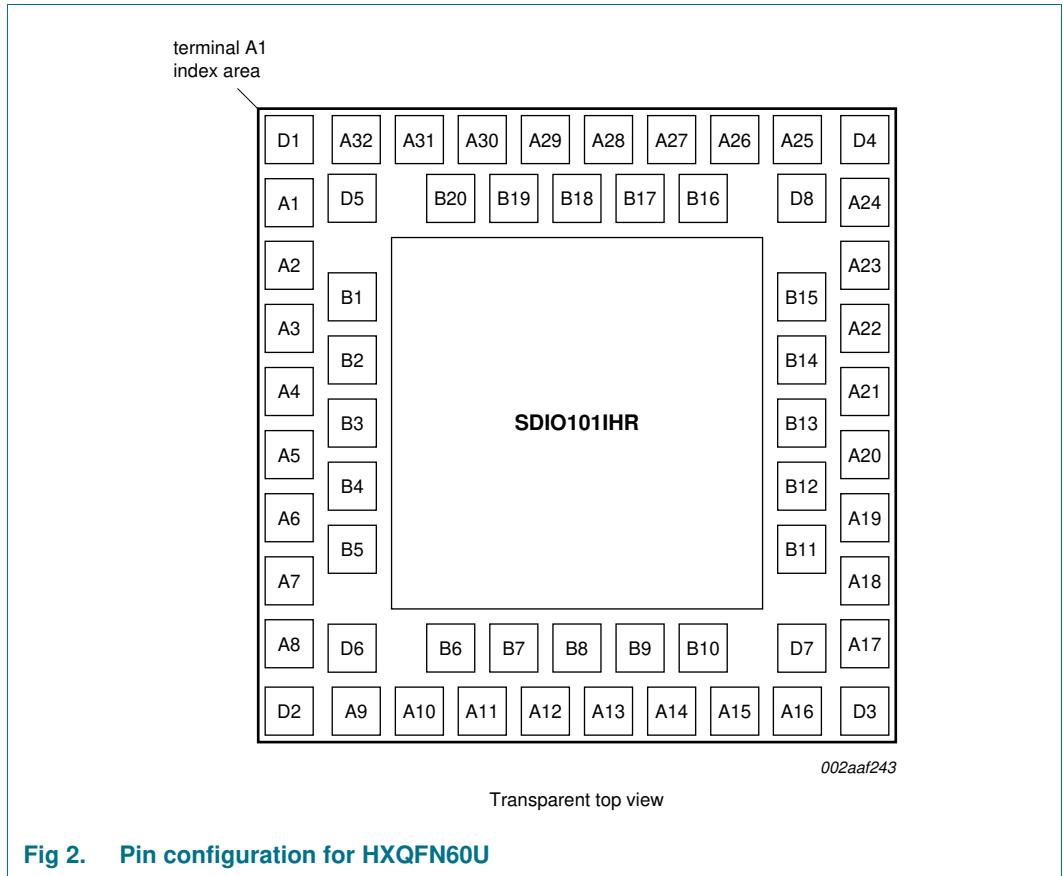 terminal A1
index area
D1 A32 A31 A30 A29 A28 A27 A26 A25 D4
A1 D5 B20 B19 B18 B17 B16 D8 A24
A2 A23
B1 B15
A3 A22
B2 B14
A4 A21
B3 SDIO101IHR B13
A5 A20
B4 B12
A6 A19
B5 B11
A7 A18
A8 D6 B6 B7 B8 B9 B10 D7 A17
D2 A9 A10 A11 A12 A13 A14 A15 A16 D3
002aaf243
Transparent top view
Fig 2. Pin configuration for HXQFN60U